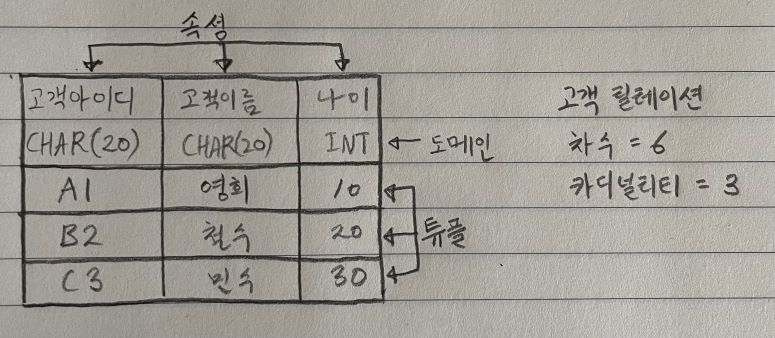 속성
고객아이디 고객이름 나이 고객 릴레이션
CHAR(20) CHAR(20) INT 도메인 차수 = 6
A1 영희 10 카디널리티 = 3
B2 철수 20 튜플
C3 민수 30